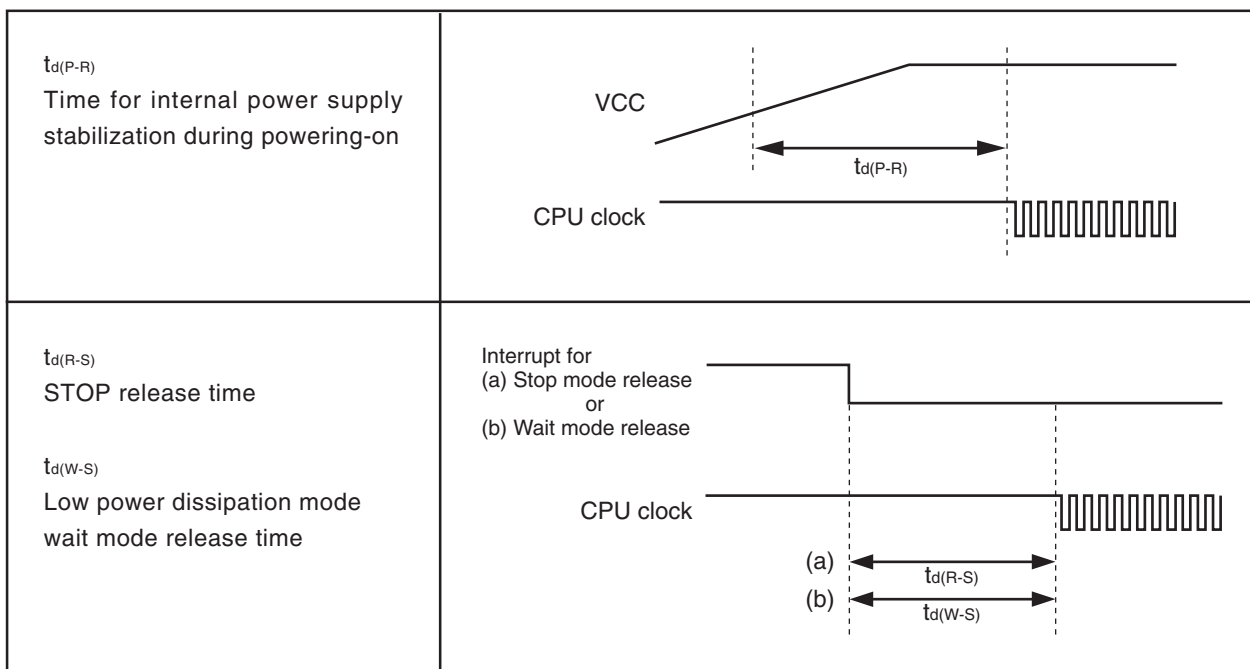 td(P-R)
Time for internal power supply
stabilization during powering-on
VCC
td(P-R)
CPU clock
td(R-S)
STOP release time
td(W-S)
Low power dissipation mode
wait mode release time
Interrupt for
(a) Stop mode release
or
(b) Wait mode release
CPU clock
(a)
td(R-S)
(b)
td(W-S)